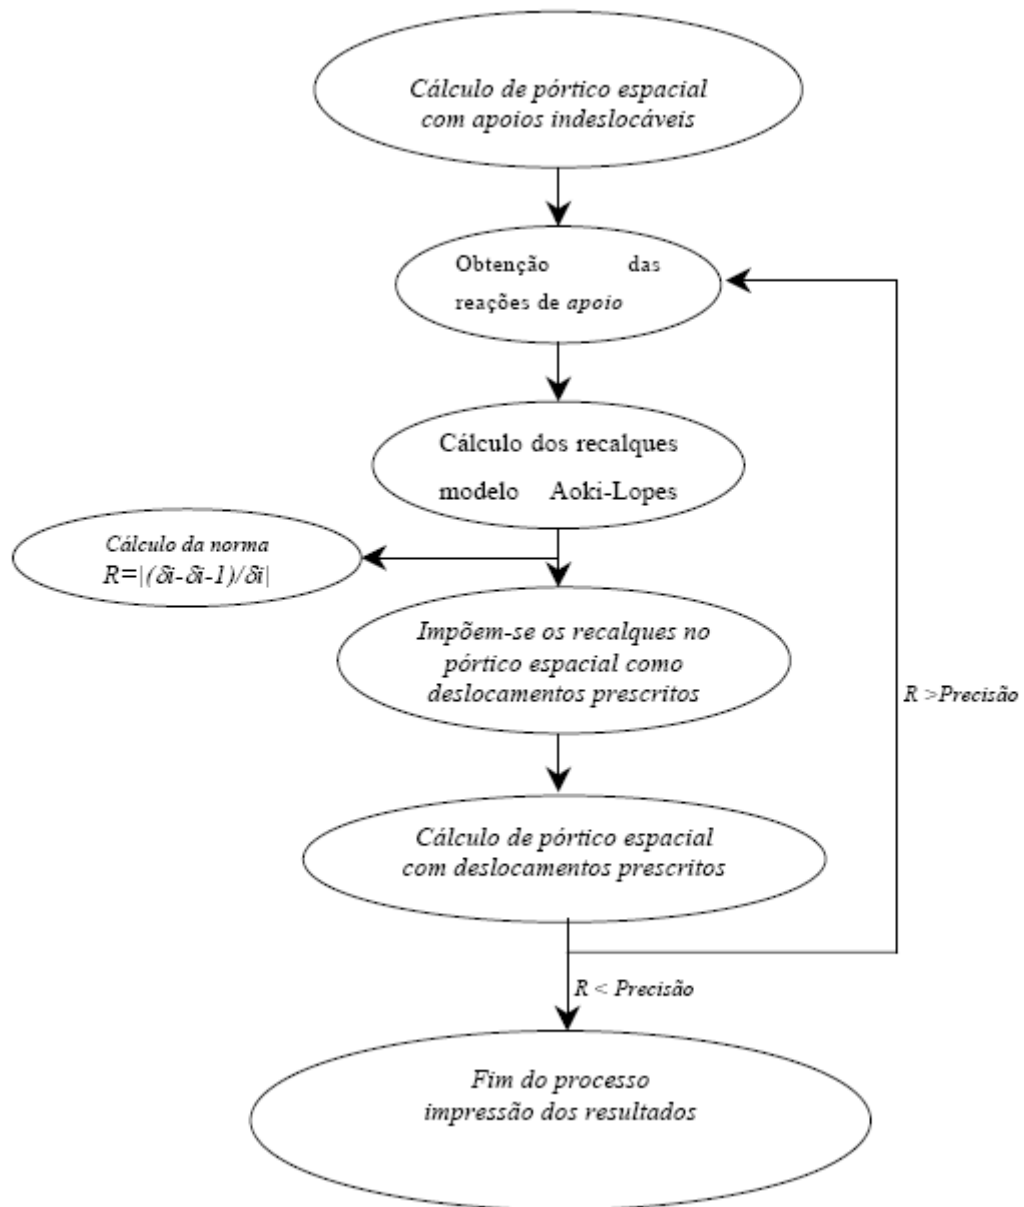 Cálculo de pórtico espacial
com apoios indeslocáveis
Obtenção das
reações de apoio
Cálculo dos recalques
modelo Aoki-Lopes
Cálculo da norma
R=|(δi-δi-1)/δi|
Impõem-se os recalques no
pórtico espacial como
deslocamentos prescritos
R >Precisão
Cálculo de pórtico espacial
com deslocamentos prescritos
R < Precisão
Fim do processo
impressão dos resultados